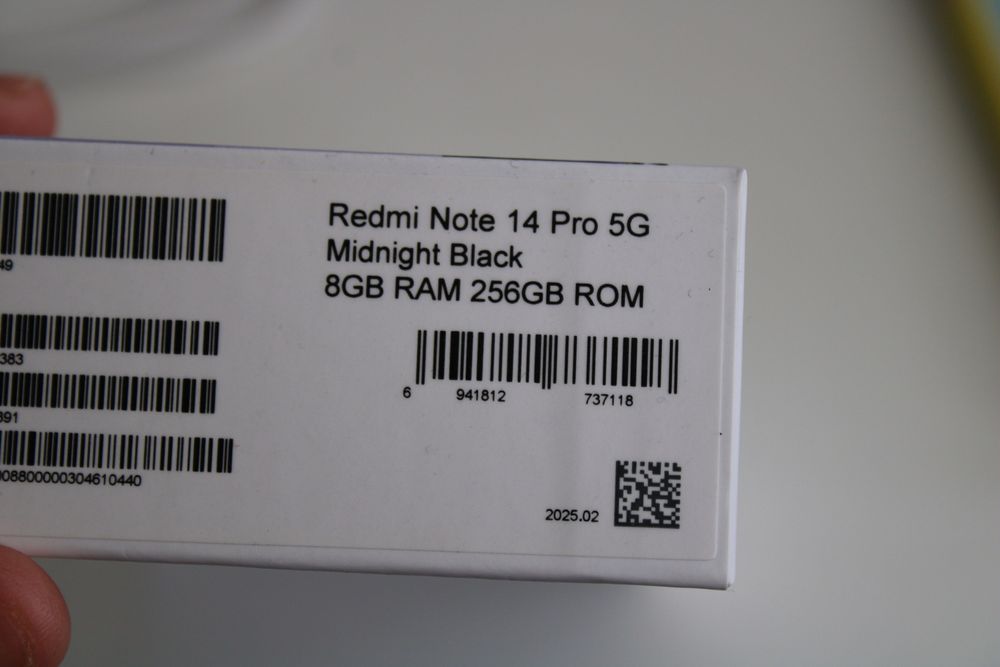 49
383
391
008800000304610440
Redmi Note 14 Pro 5G
Midnight Black
8GB RAM 256GB ROM
6 941812 737118
2025.02